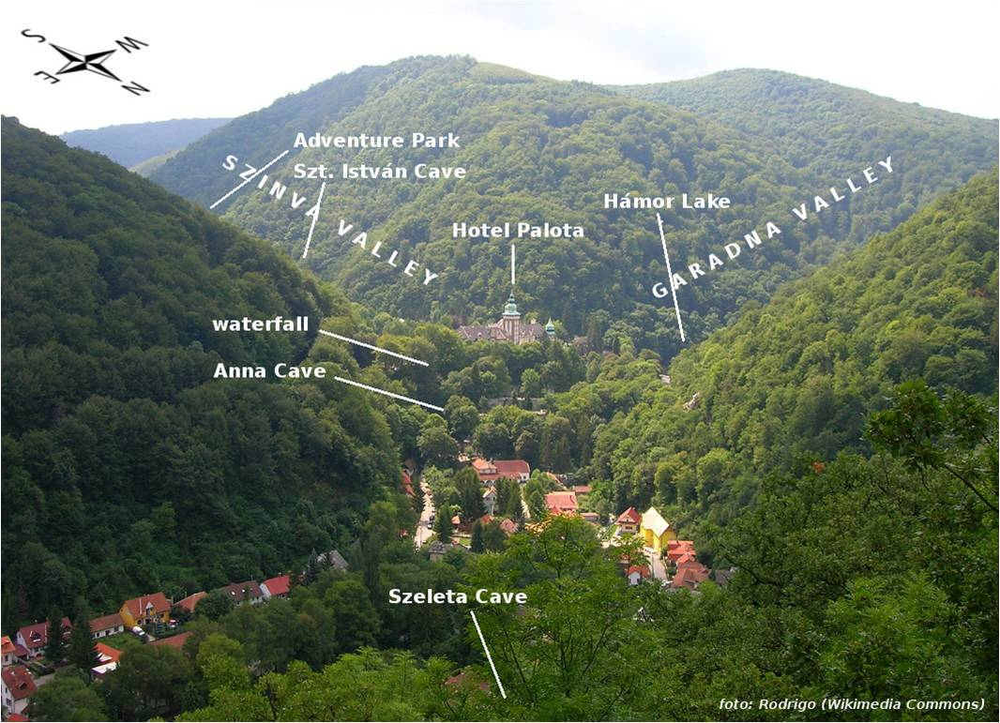 S
W
E
N
Adventure Park
SZINVA VALLEY
Szt. István Cave
Hámor Lake
GARADNA VALLEY
Hotel Palota
waterfall
Anna Cave
Szeleta Cave
foto: Rodrigo (Wikimedia Commons)